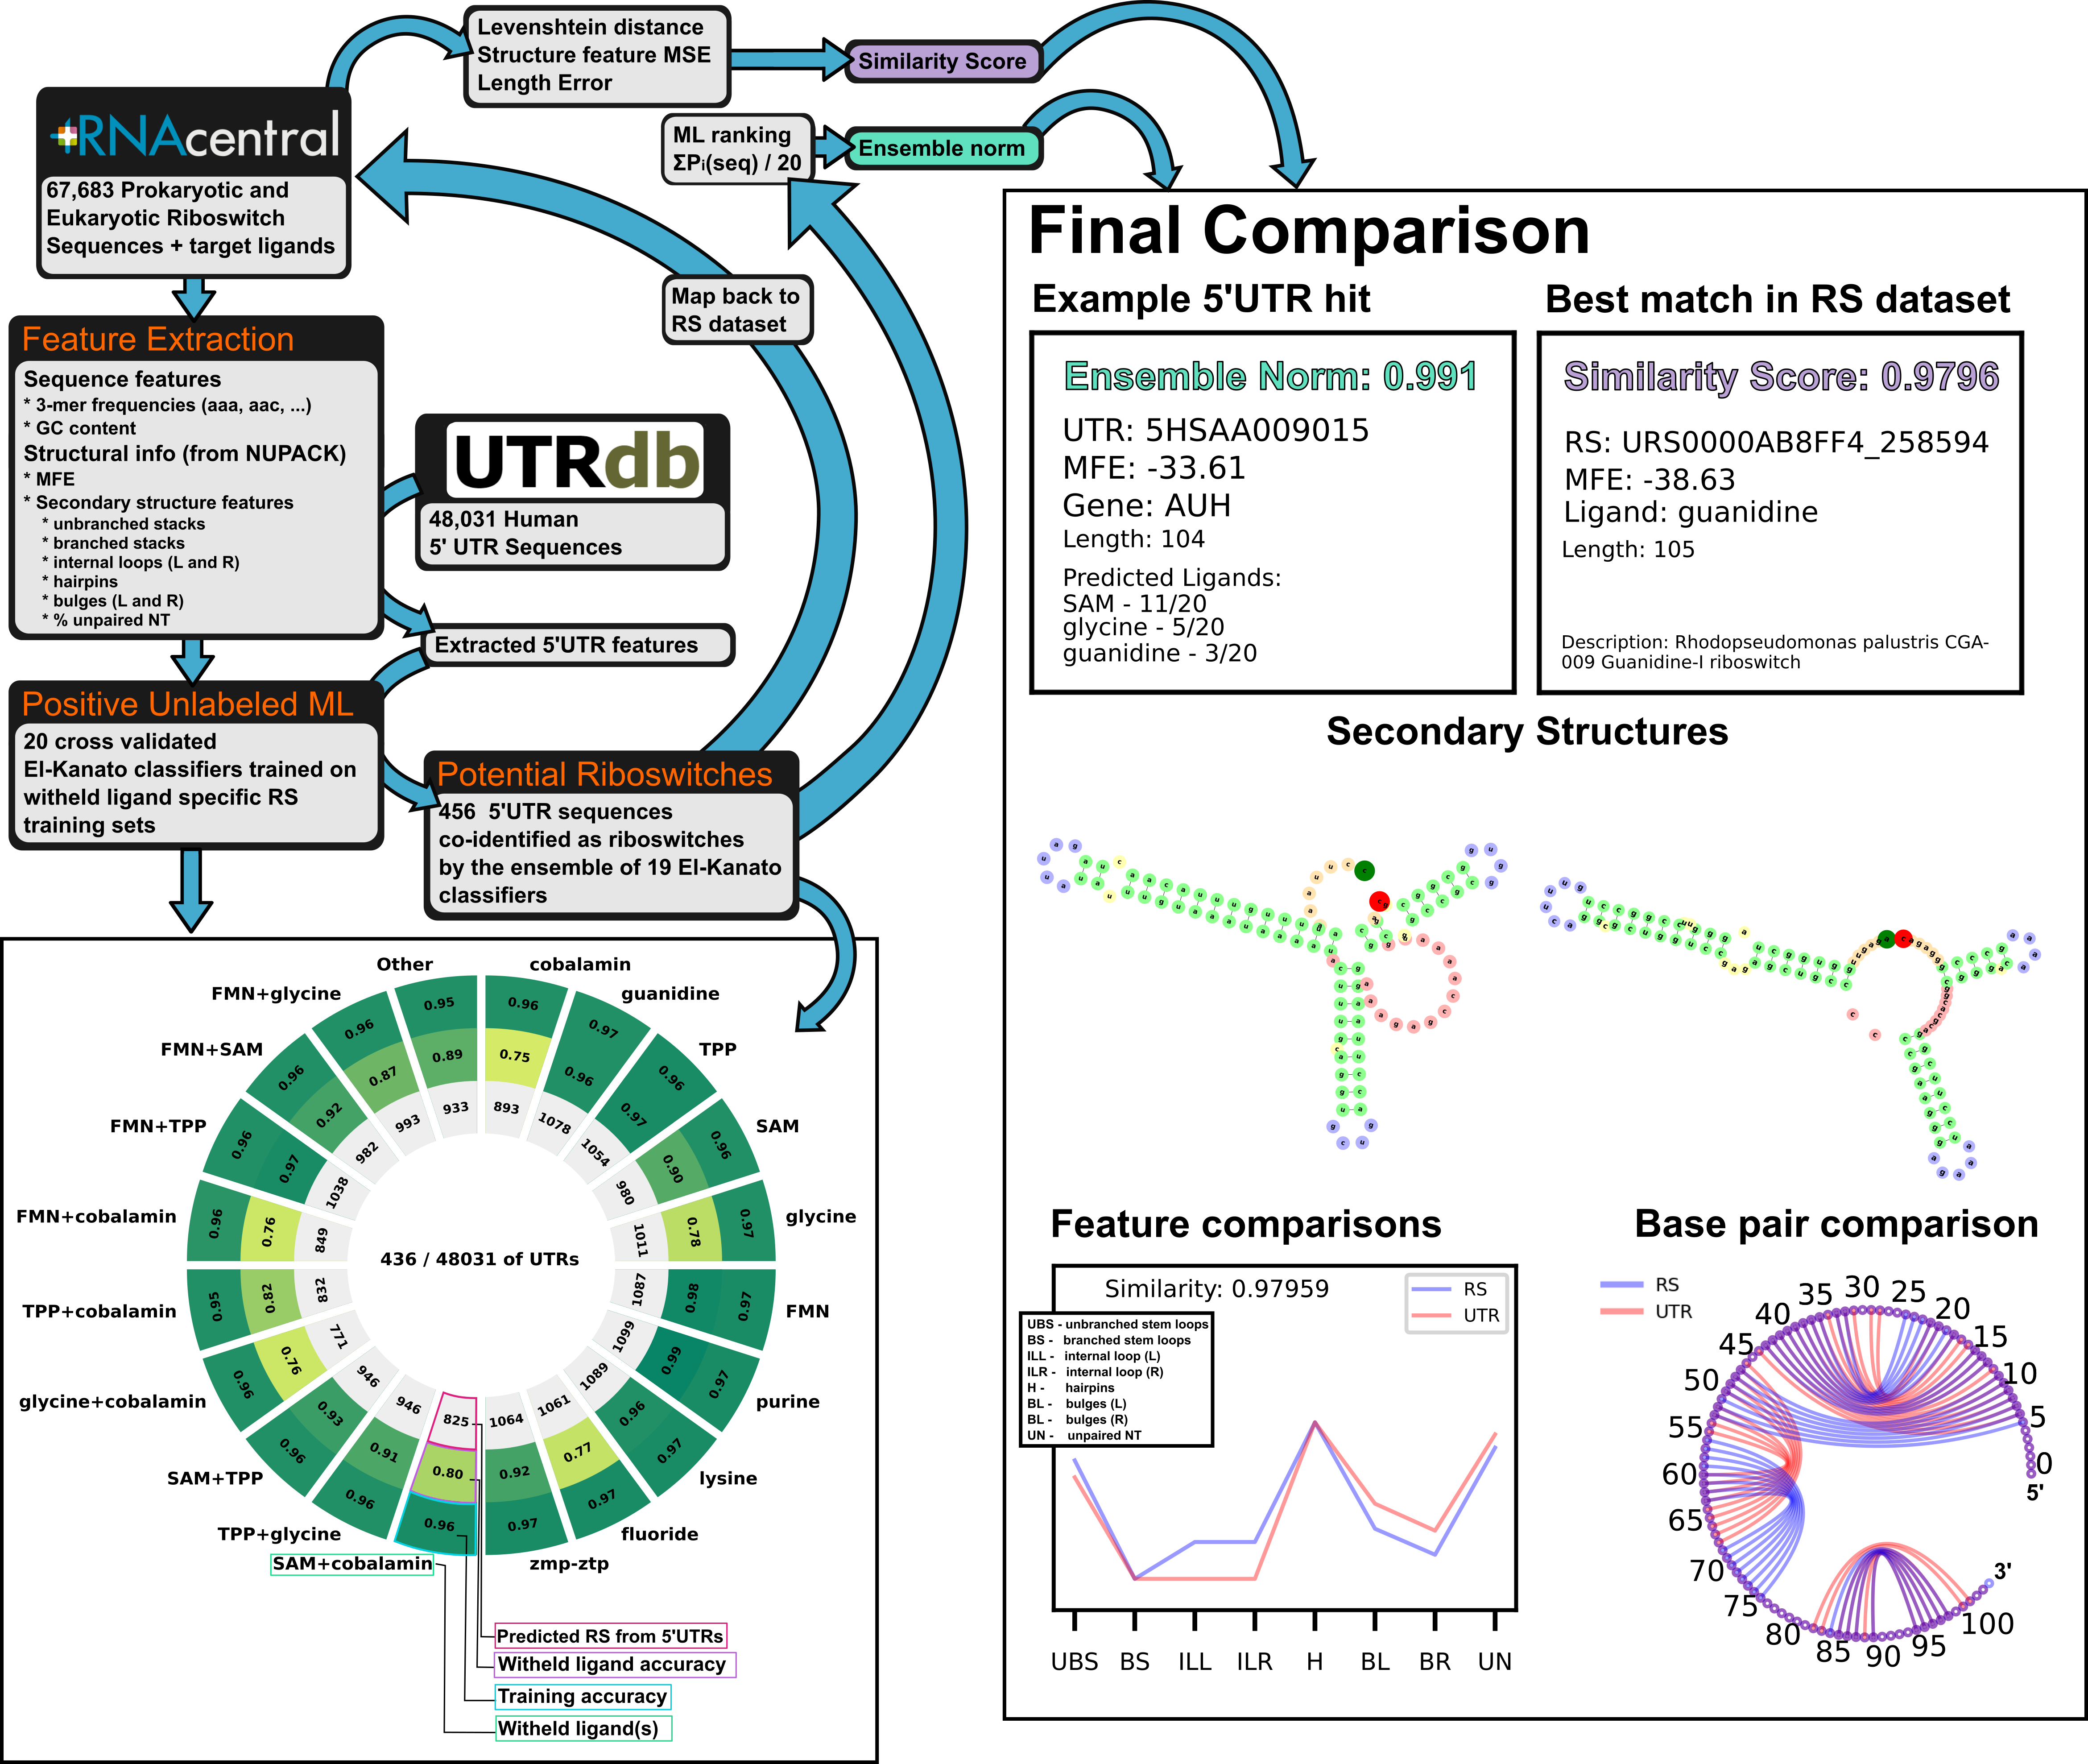 Levenshtein distance
Structure feature MSE
Length Error
Similarity Score
ML ranking
ΣPi(seq) / 20
Ensemble norm
RNAcentral
67,683 Prokaryotic and
Eukaryotic Riboswitch
Sequences + target ligands
Map back to
RS dataset
Feature Extraction
Sequence features
* 3-mer frequencies (aaa, aac, ...)
* GC content
Structural info (from NUPACK)
* MFE
* Secondary structure features
* unbranched stacks
* branched stacks
* internal loops (L and R)
* hairpins
* bulges (L and R)
* % unpaired NT
UTRdb
48,031 Human
5' UTR Sequences
Extracted 5'UTR features
Positive Unlabeled ML
20 cross validated
El-Kanato classifiers trained on
witheld ligand specific RS
training sets
Potential Riboswitches
456 5'UTR sequences
co-identified as riboswitches
by the ensemble of 19 El-Kanato
classifiers
cobalamin
0.96
0.75
893
guanidine
0.97
0.96
1078
TPP
0.96
0.97
1054
SAM
0.96
0.90
980
glycine
0.97
0.78
1011
FMN
0.97
0.98
1087
purine
0.97
0.99
1099
lysine
0.97
0.96
1089
fluoride
0.97
0.77
1061
zmp-ztp
0.97
0.92
1064
SAM+cobalamin
0.96
0.80
825
TPP+glycine
0.96
0.91
946
SAM+TPP
0.96
0.93
946
glycine+cobalamin
0.96
0.76
771
TPP+cobalamin
0.95
0.82
832
FMN+cobalamin
0.96
0.76
849
FMN+TPP
0.96
0.97
1038
FMN+SAM
0.96
0.92
982
FMN+glycine
0.96
0.87
993
Other
0.95
0.89
933
436 / 48031 of UTRs
Predicted RS from 5'UTRs
Witheld ligand accuracy
Training accuracy
Witheld ligand(s)
Final Comparison
Example 5'UTR hit
Ensemble Norm: 0.991
UTR: 5HSAA009015
MFE: -33.61
Gene: AUH
Length: 104
Predicted Ligands:
SAM - 11/20
glycine - 5/20
guanidine - 3/20
Best match in RS dataset
Similarity Score: 0.9796
RS: URS0000AB8FF4_258594
MFE: -38.63
Ligand: guanidine
Length: 105
Description: Rhodopseudomonas palustris CGA-
009 Guanidine-I riboswitch
Secondary Structures
Feature comparisons
Similarity: 0.97959
RS
UTR
UBS - unbranched stem loops
BS - branched stem loops
ILL - internal loop (L)
ILR - internal loop (R)
H - hairpins
BL - bulges (L)
BL - bulges (R)
UN - unpaired NT
UBS BS ILL ILR H BL BR UN
Base pair comparison
RS
UTR
5'
0
5
10
15
20
25
30
35
40
45
50
55
60
65
70
75
80
85
90
95
100
3'